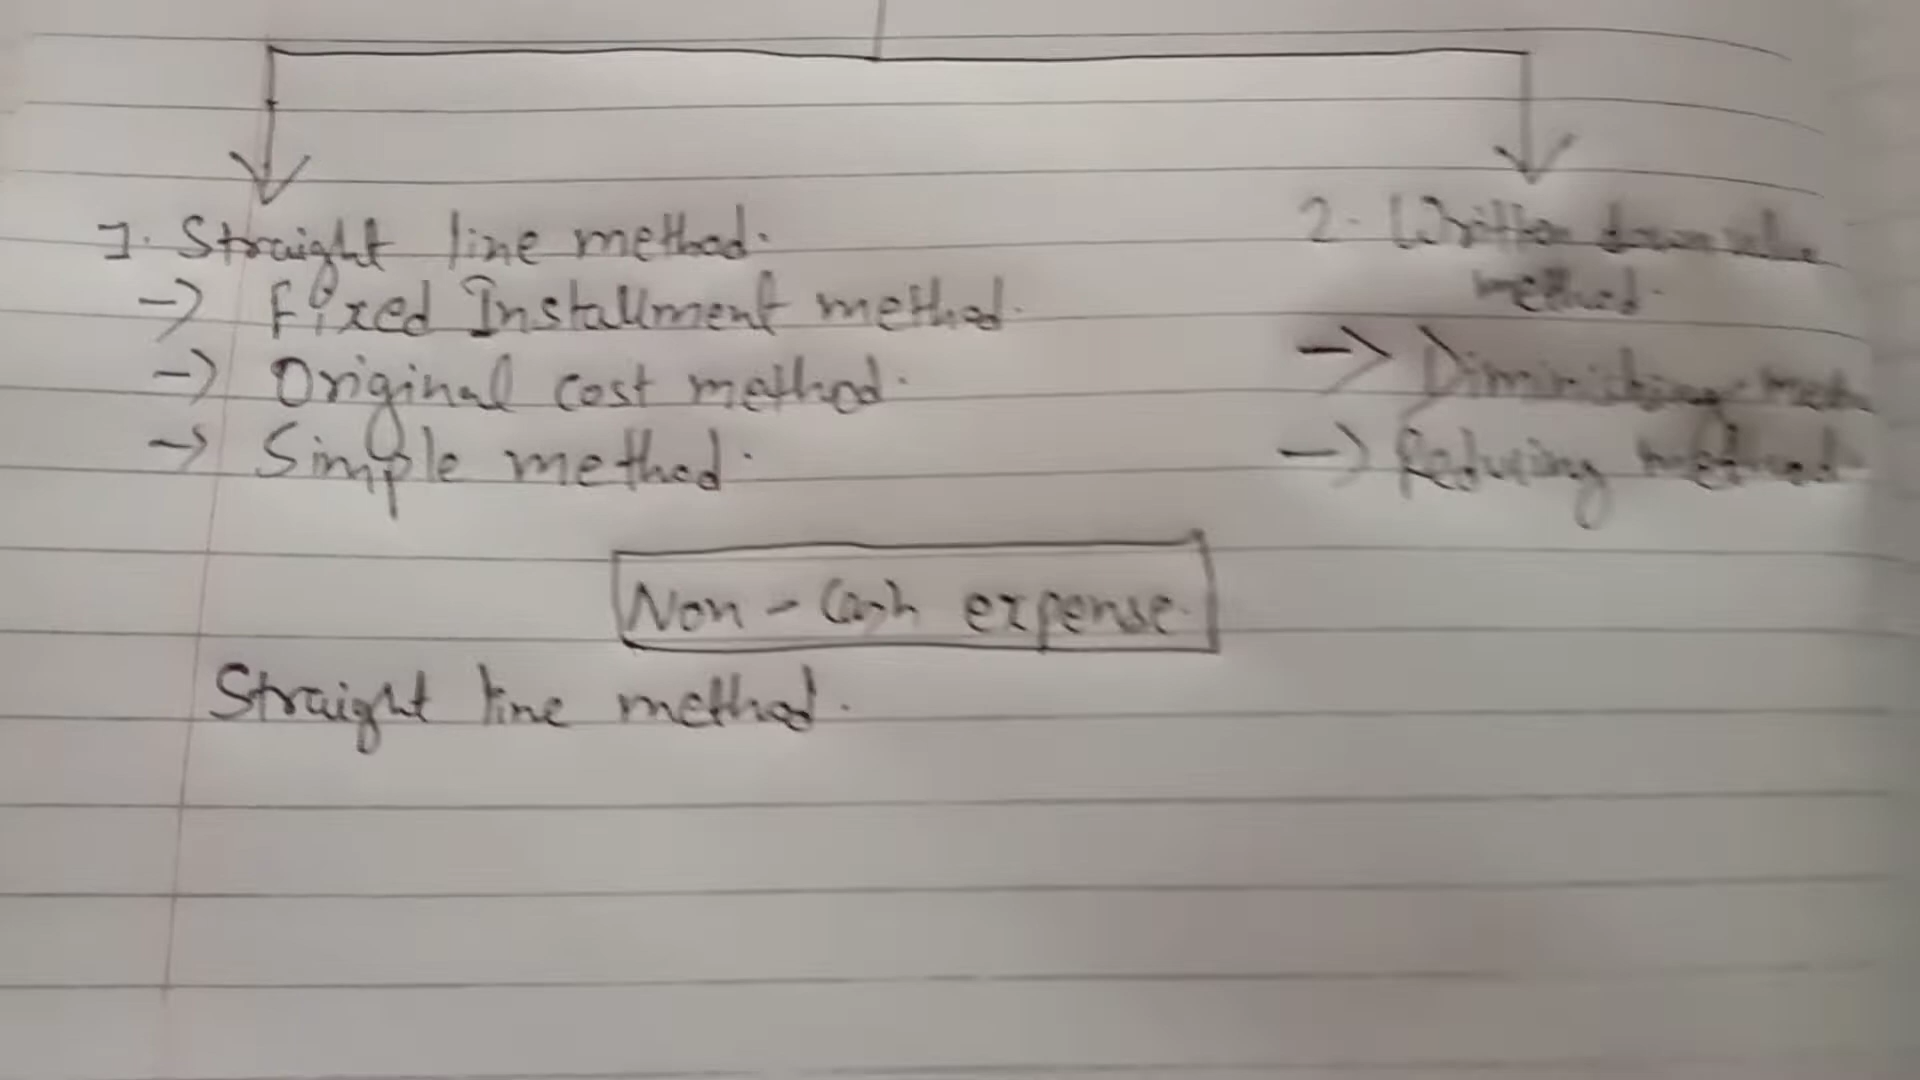 1. Straight line method.
-> Fixed Installment method.
-> Original cost method.
-> Simple method.
2. Written down value
method.
-> Diminishing meth
-> Reducing method
Non - Cash expense.
Straight line method.